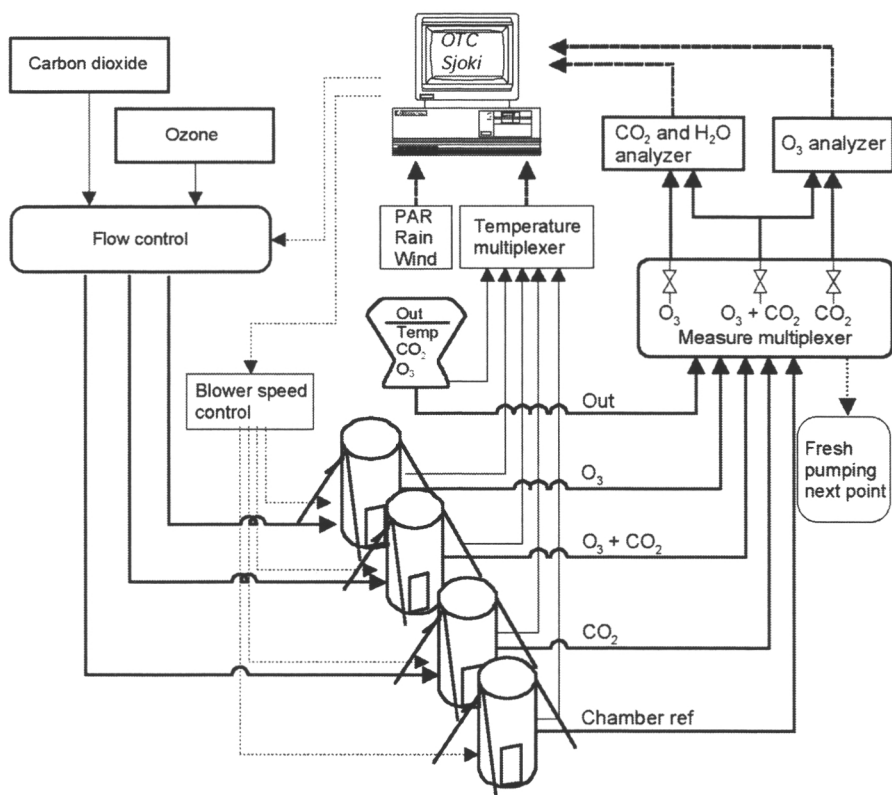 OTC
Sjoki
Carbon dioxide
Ozone
CO₂ and H₂O
analyzer
O₃ analyzer
Flow control
PAR
Rain
Wind
Temperature
multiplexer
O₃
O₃ + CO₂
CO₂
Measure multiplexer
Out
Temp
CO₂
O₃
Blower speed
control
Out
Fresh
pumping
next point
O₃
O₃ + CO₂
CO₂
Chamber ref